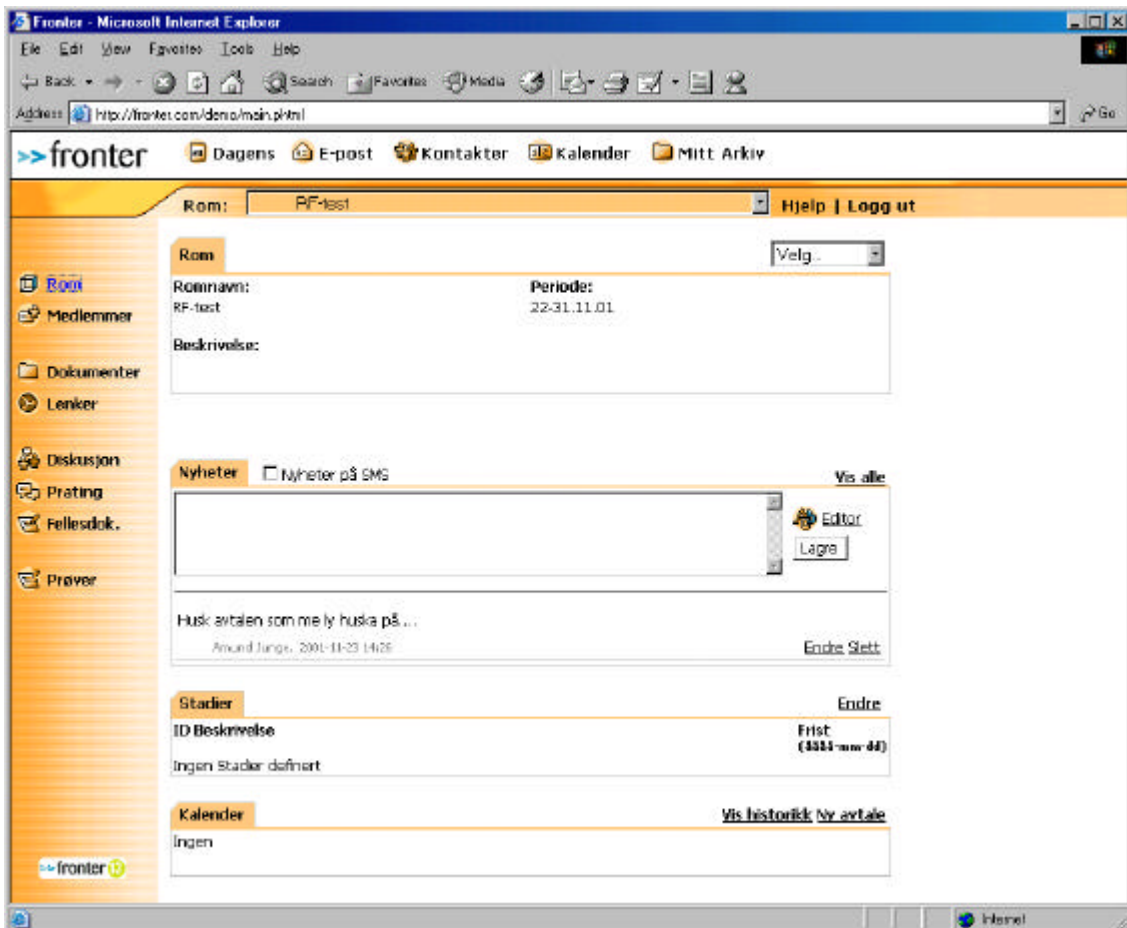 Fronter - Microsoft Internet Explorer
File Edit View Favorites Tools Help
Back Search Favorites Media
Address http://fronter.com/demo/main.phtml Go
>>fronter Dagens E-post Kontakter Kalender Mitt Arkiv
Rom: RF-test Hjelp | Logg ut
Rom Velg..
Rom
Medlemmer
Dokumenter
Lenker
Diskusjon
Prating
Fellesdok.
Prøver
Romnavn: Periode:
RF-test 22-31.11.01
Beskrivelse:
Nyheter Nyheter på SMS Vis alle
Editor
Lagre
Husk avtalen som me ly huska på....
Amund 2001-11-23 14:26 Endre Slett
Stadier Endre
ID Beskrivelse Frist
(åååå-mm-dd)
Ingen Stadier definert
Kalender Vis historikk Ny avtale
Ingen
>>fronter
Internet